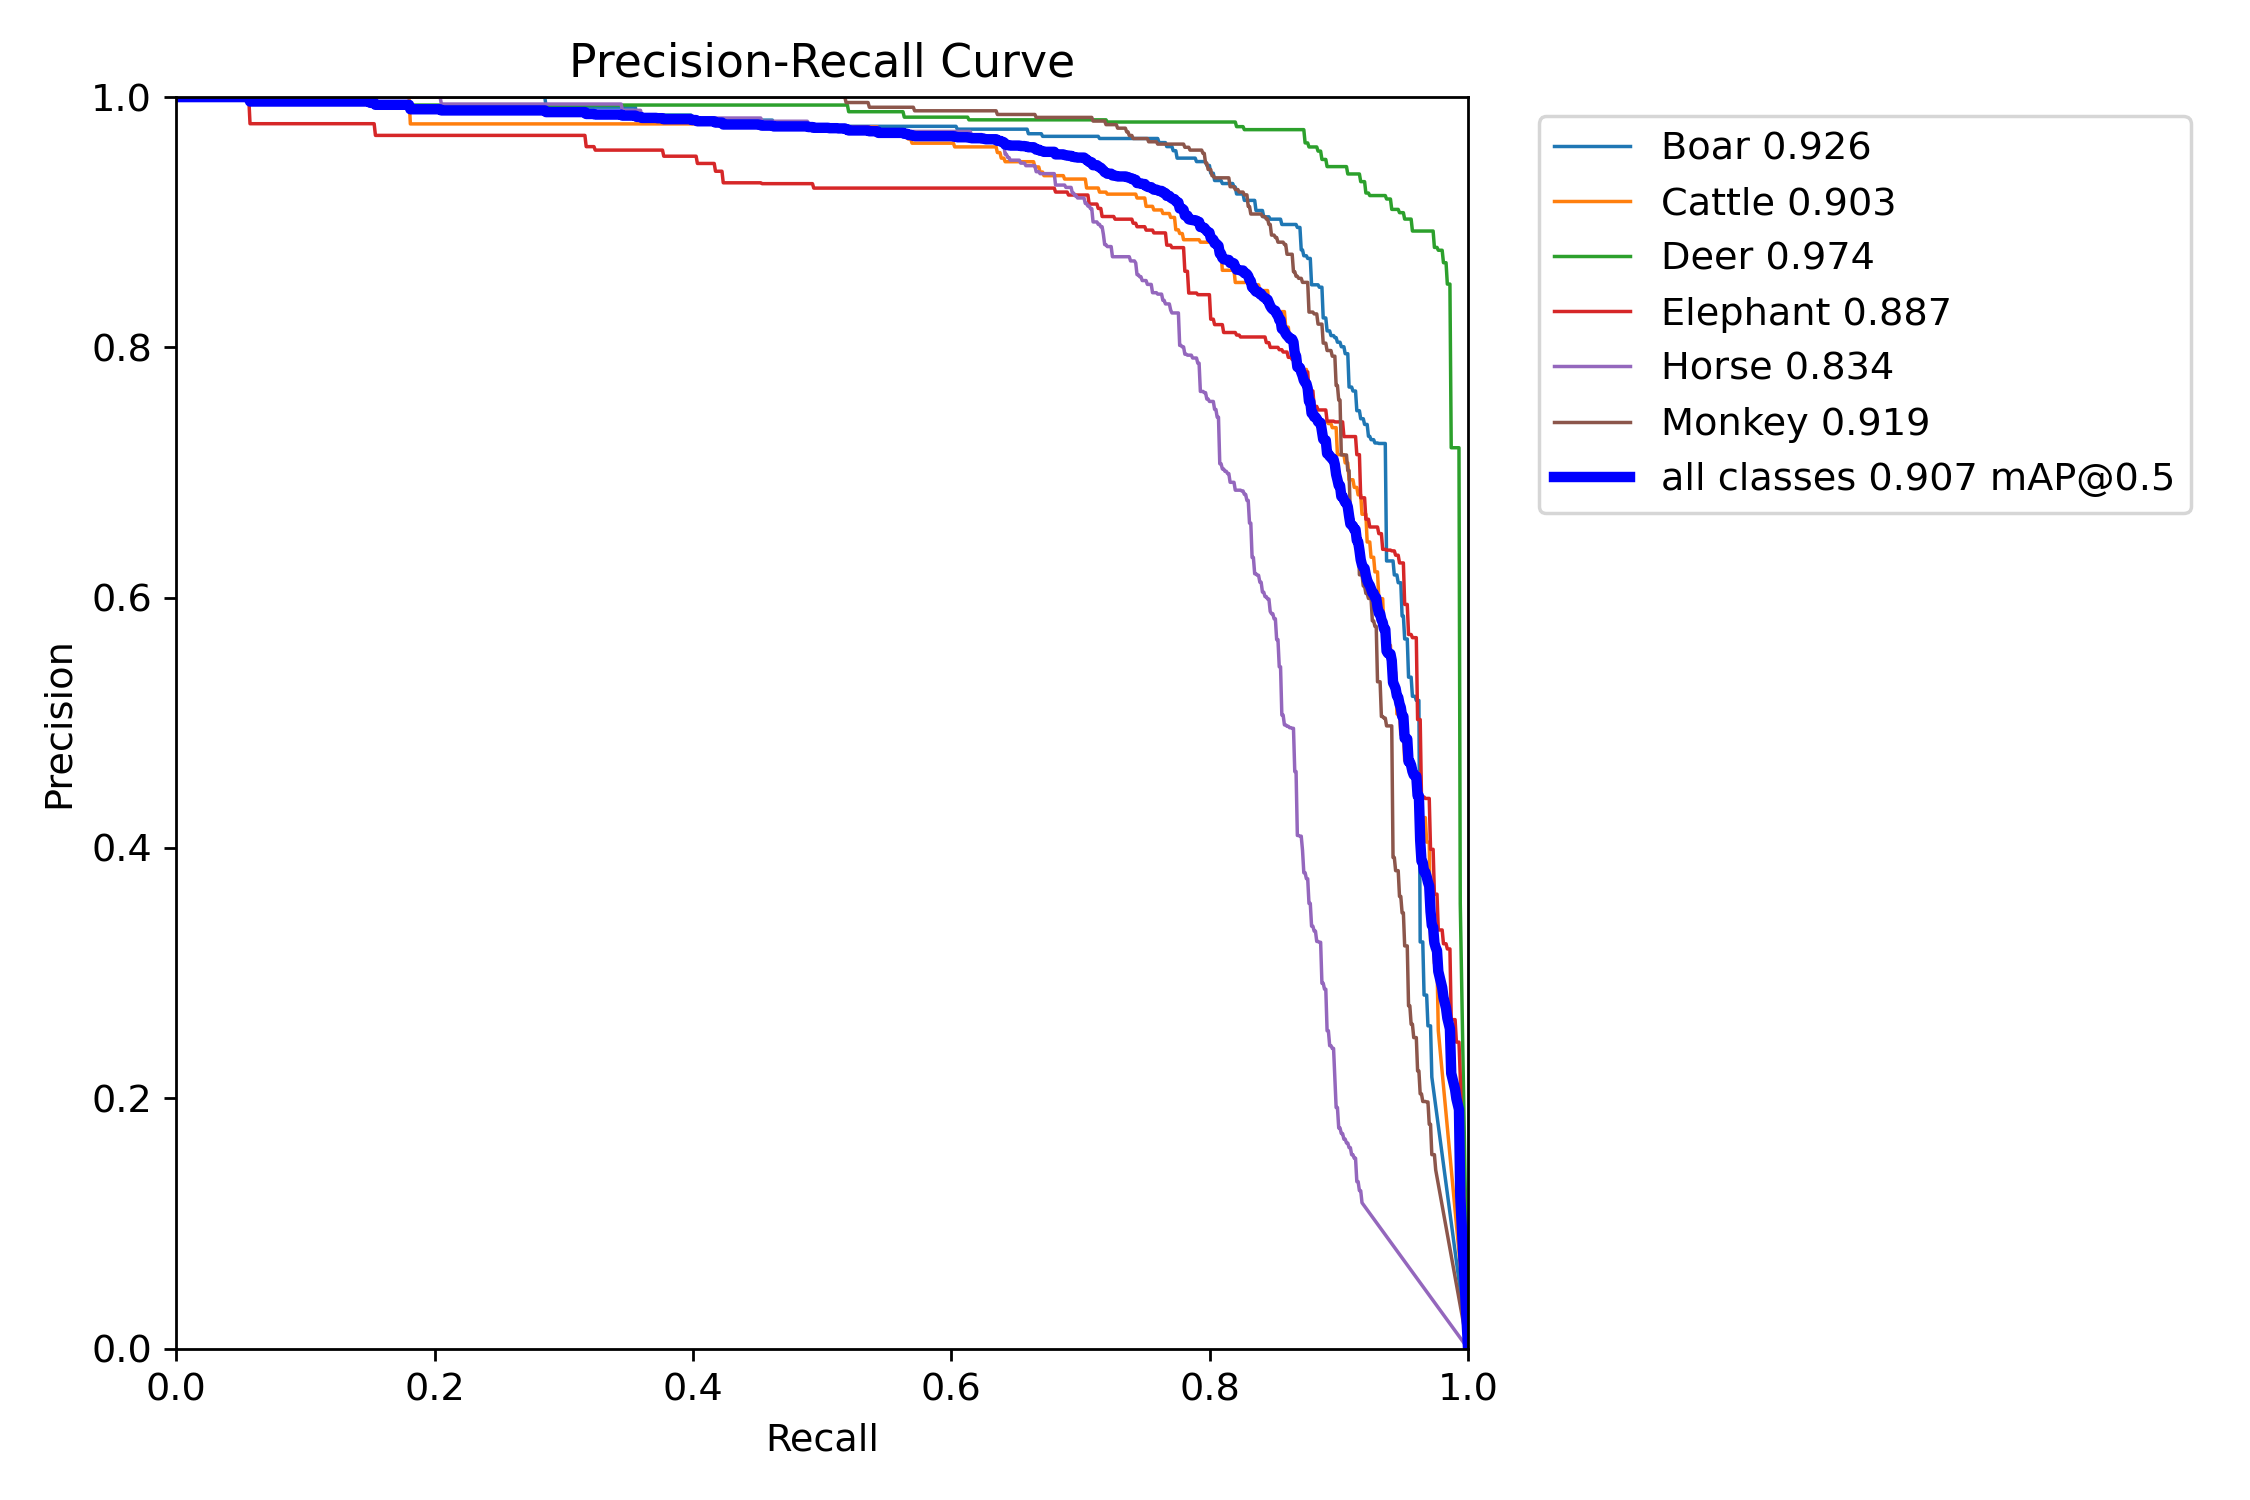 Precision-Recall Curve
1.0
0.8
0.6
0.4
0.2
0.0
Precision
0.0 0.2 0.4 0.6 0.8 1.0
Recall
Boar 0.926
Cattle 0.903
Deer 0.974
Elephant 0.887
Horse 0.834
Monkey 0.919
all classes 0.907 mAP@0.5